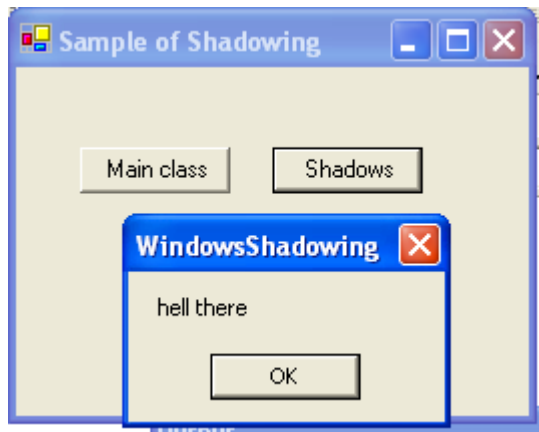 Sample of Shadowing
Main class
Shadows
WindowsShadowing
hell there
OK